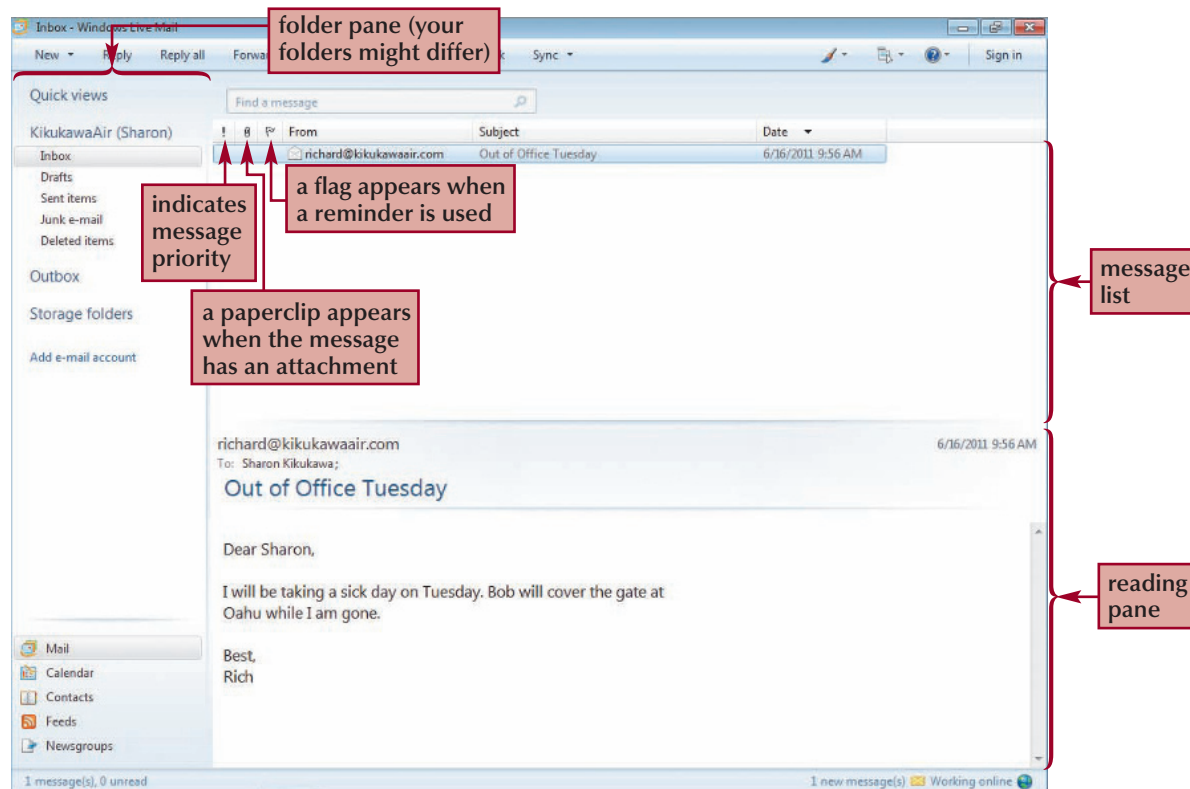 Inbox - Windows Live Mail
folder pane (your
folders might differ)
New Reply Reply all Forwa k Sync Sign in
Quick views
Find a message
KikukawaAir (Sharon)
! From Subject Date
Inbox
richard@kikukawaair.com Out of Office Tuesday 6/16/2011 9:56 AM
Drafts
Sent items
Junk e-mail
Deleted items
indicates
message
priority
a flag appears when
a reminder is used
Outbox
message
list
Storage folders
a paperclip appears
when the message
has an attachment
Add e-mail account
richard@kikukawaair.com 6/16/2011 9:56 AM
To: Sharon Kikukawa;
Out of Office Tuesday
Dear Sharon,
I will be taking a sick day on Tuesday. Bob will cover the gate at
Oahu while I am gone.
Best,
Rich
reading
pane
Mail
Calendar
Contacts
Feeds
Newsgroups
1 message(s), 0 unread 1 new message(s) Working online